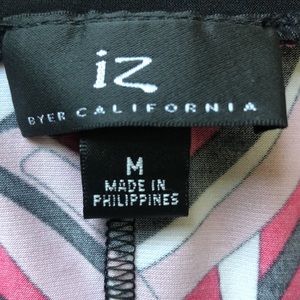 iz
BYER CALIFORNIA
M
MADE IN
PHILIPPINES